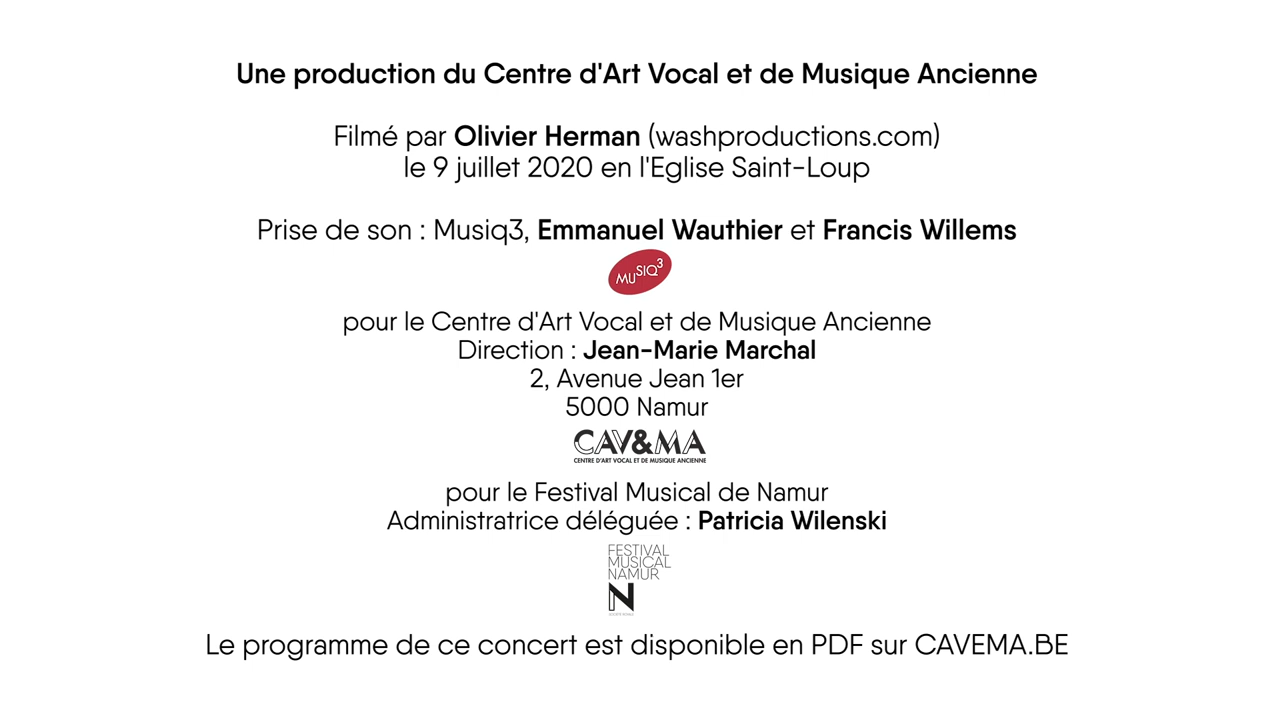 Une production du Centre d'Art Vocal et de Musique Ancienne
Filmé par Olivier Herman (washproductions.com)
le 9 juillet 2020 en l'Eglise Saint-Loup
Prise de son : Musiq3, Emmanuel Wauthier et Francis Willems
MUSIQ3
pour le Centre d'Art Vocal et de Musique Ancienne
Direction : Jean-Marie Marchal
2, Avenue Jean 1er
5000 Namur
CAV&MA
CENTRE D'ART VOCAL ET DE MUSIQUE ANCIENNE
pour le Festival Musical de Namur
Administratrice déléguée : Patricia Wilenski
FESTIVAL
MUSICAL
NAMUR
N
Le programme de ce concert est disponible en PDF sur CAVEMA.BE